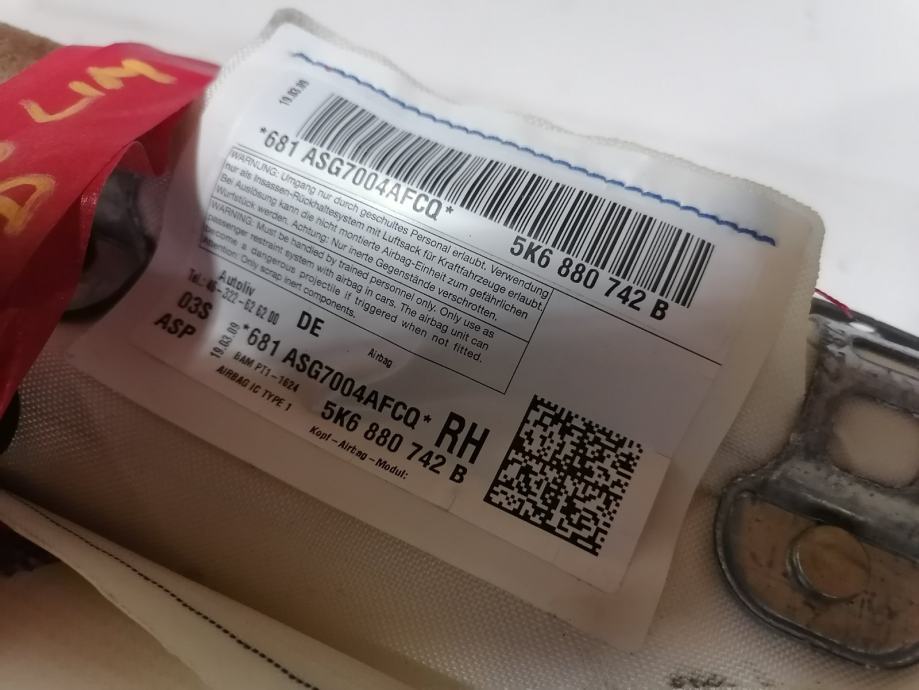 LIM
19.03.09
*681 ASG7004AFCQ*
5K6 880 742 B
WARNUNG: Umgang nur durch geschultes Personal erlaubt. Verwendung
nur als Insassen-Rückhaltesystem mit Luftsack für Kraftfahrzeuge erlaubt.
Bei Auslösung kann die nicht montierte Airbag-Einheit zum gefährlichen
Wurfstück werden. Achtung: Nur inerte Gegenstände verschrotten.
WARNING: Must be handled by trained personnel only. Use only as
passenger restraint system with airbag in cars. The airbag unit can
become a dangerous projectile if triggered when not fitted.
Attention: Only scrap inert components.
Autoliv
DE
Airbag
03S
ASP
19.03.09
*681 ASG7004AFCQ*
RH
BAM PT1-1624
5K6 880 742 B
AIRBAG IC TYPE 1
Kopf-Airbag-Modul: